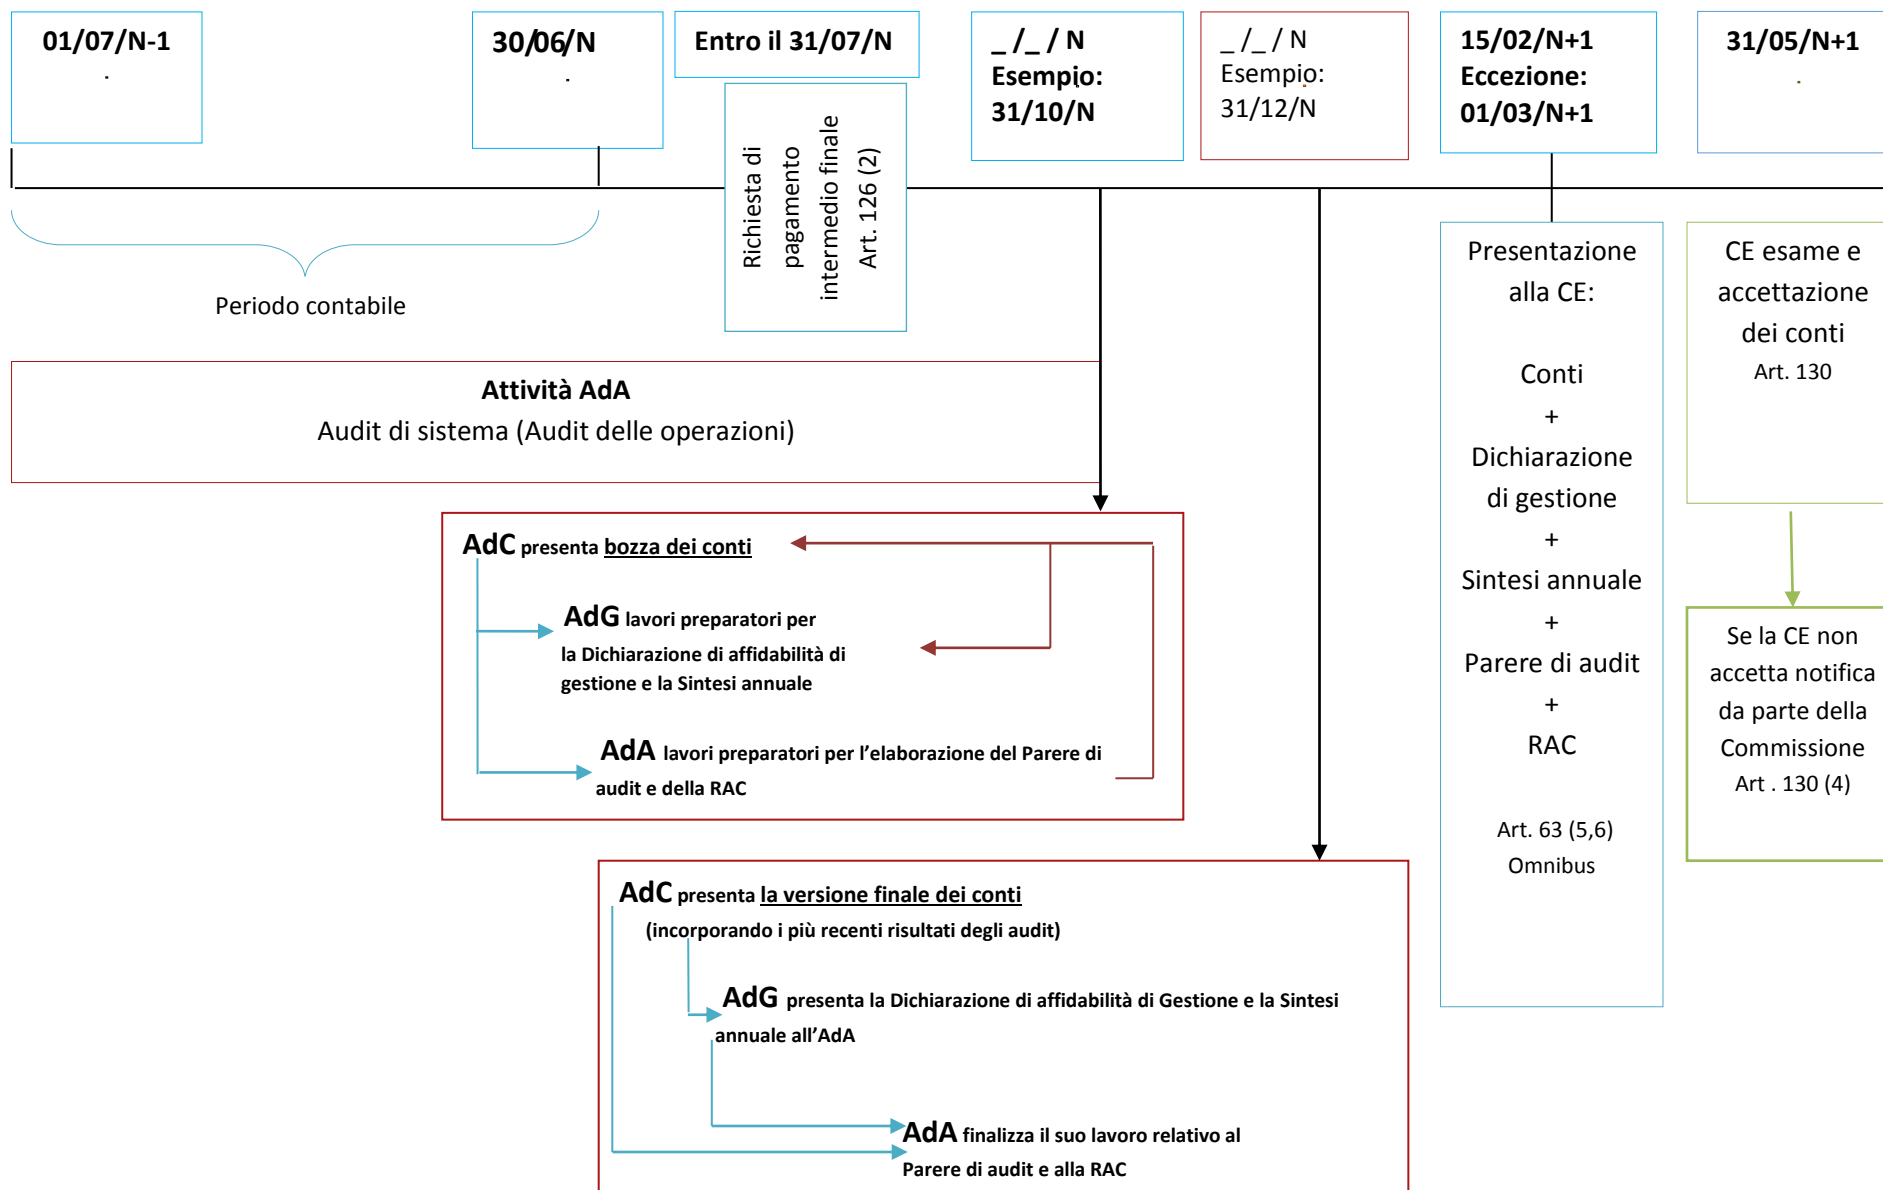 01/07/N-1
30/06/N
Entro il 31/07/N
_ /_ / N
Esempio:
31/10/N
_ /_ / N
Esempio:
31/12/N
15/02/N+1
Eccezione:
01/03/N+1
31/05/N+1
Richiesta di
pagamento
intermedio finale
Art. 126 (2)
Periodo contabile
Attività AdA
Audit di sistema (Audit delle operazioni)
AdC presenta bozza dei conti
AdG lavori preparatori per
la Dichiarazione di affidabilità di
gestione e la Sintesi annuale
AdA lavori preparatori per l’elaborazione del Parere di
audit e della RAC
AdC presenta la versione finale dei conti
(incorporando i più recenti risultati degli audit)
AdG presenta la Dichiarazione di affidabilità di Gestione e la Sintesi
annuale all’AdA
AdA finalizza il suo lavoro relativo al
Parere di audit e alla RAC
Presentazione
alla CE:
Conti
+
Dichiarazione
di gestione
+
Sintesi annuale
+
Parere di audit
+
RAC
Art. 63 (5,6)
Omnibus
CE esame e
accettazione
dei conti
Art. 130
Se la CE non
accetta notifica
da parte della
Commissione
Art . 130 (4)